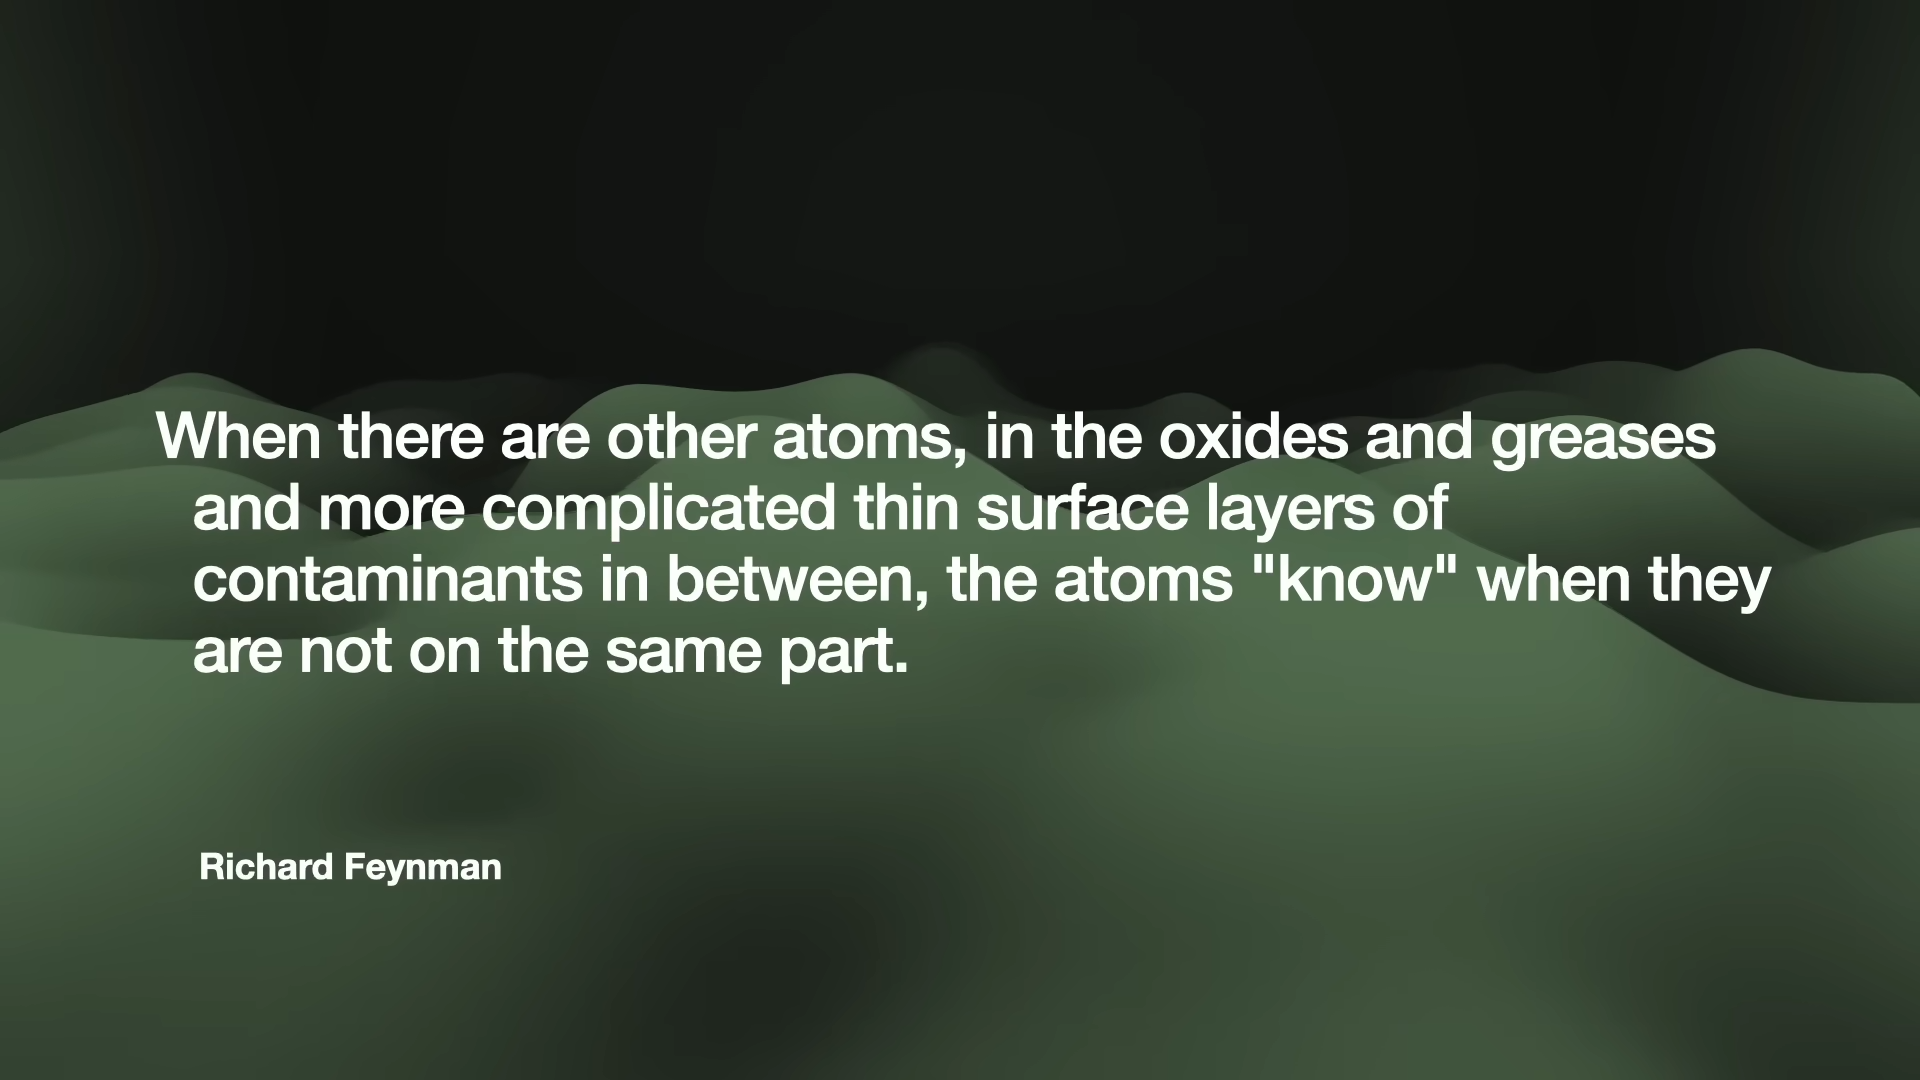 When there are other atoms, in the oxides and greases
and more complicated thin surface layers of
contaminants in between, the atoms "know" when they
are not on the same part.
Richard Feynman